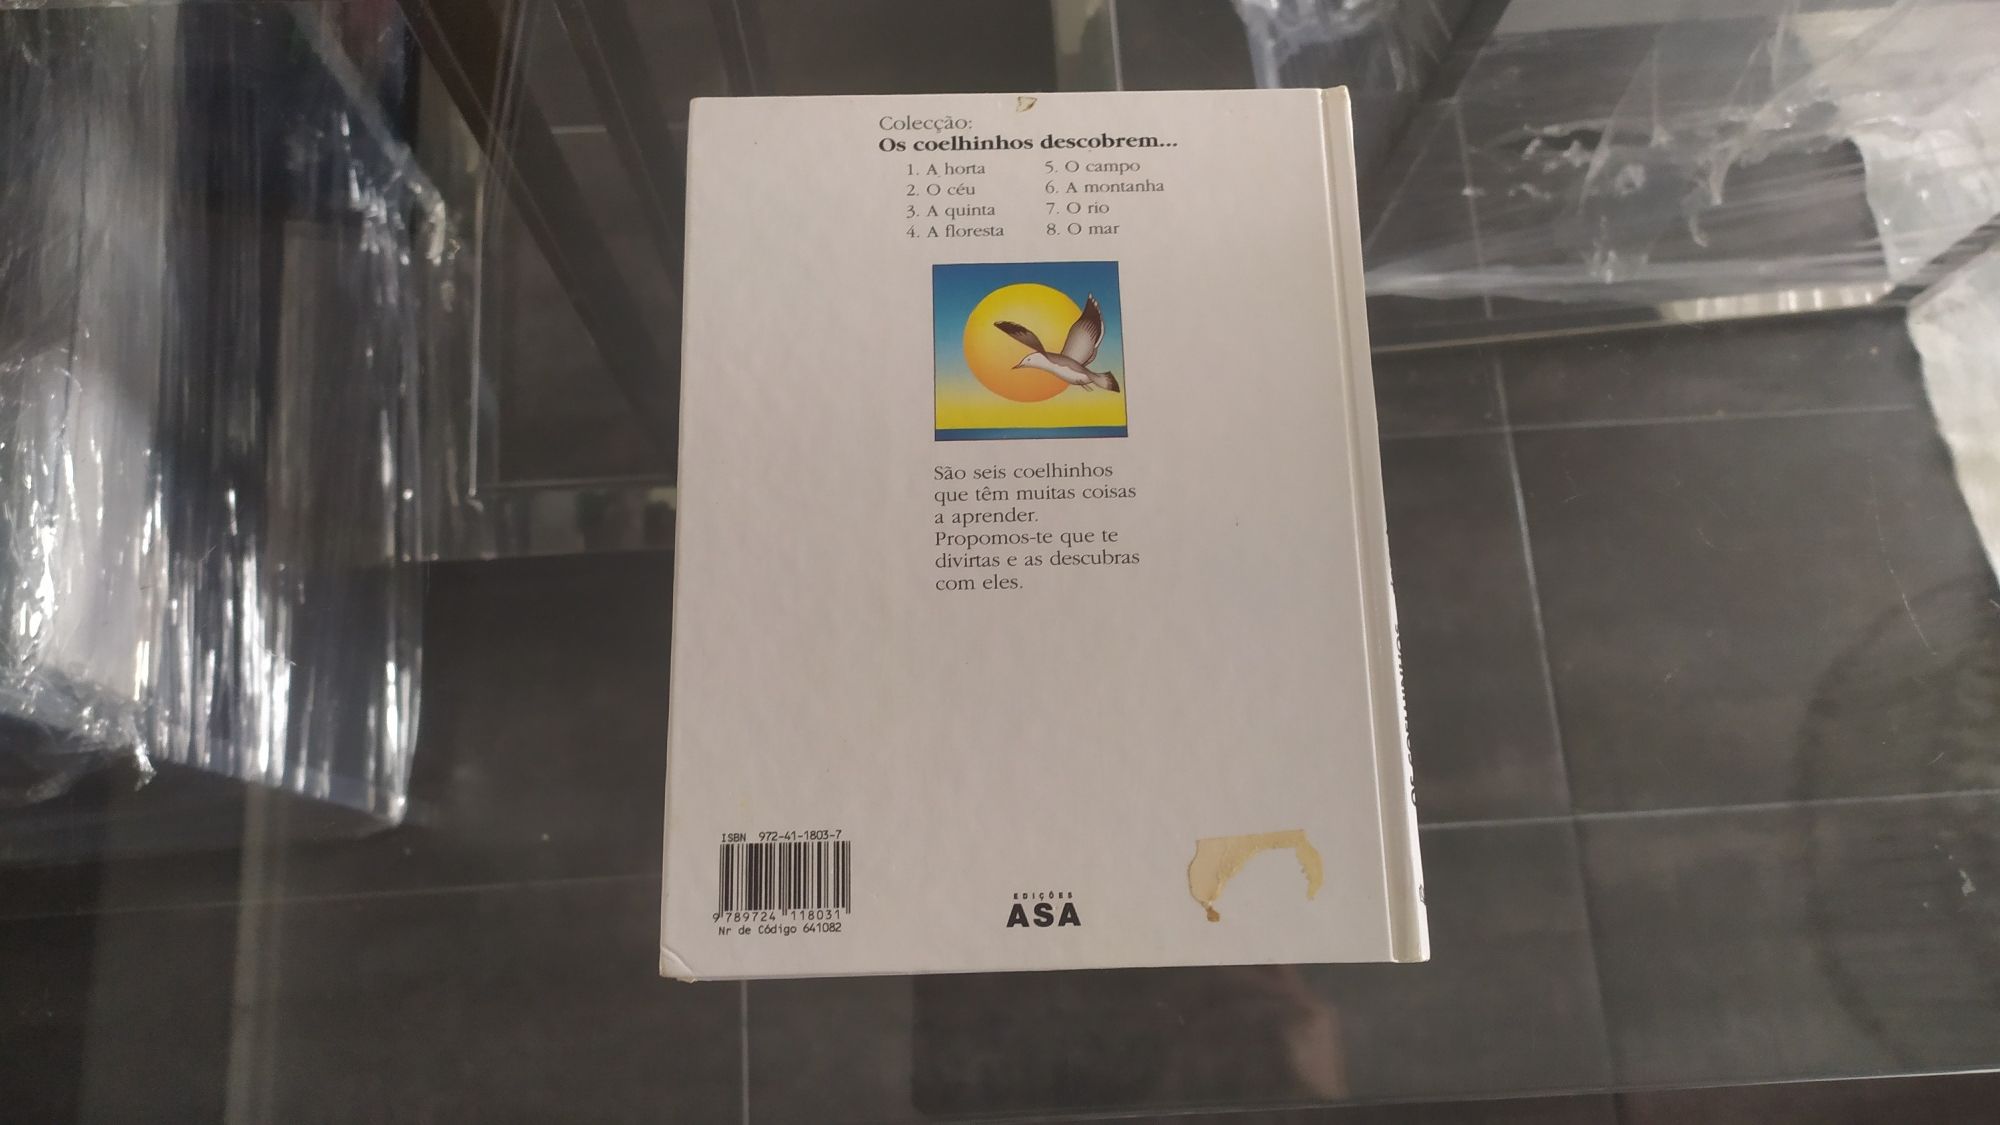 Colecção:
Os coelhinhos descobrem...
1. A horta
2. O céu
3. A quinta
4. A floresta
5. O campo
6. A montanha
7. O rio
8. O mar
São seis coelhinhos
que têm muitas coisas
a aprender.
Propomos-te que te
divirtas e as descubras
com eles.
ISBN 972-41-1803-7
9 789724 118031
Nr de Código 641082
EDIÇÕES
ASA
OS COELHINHOS